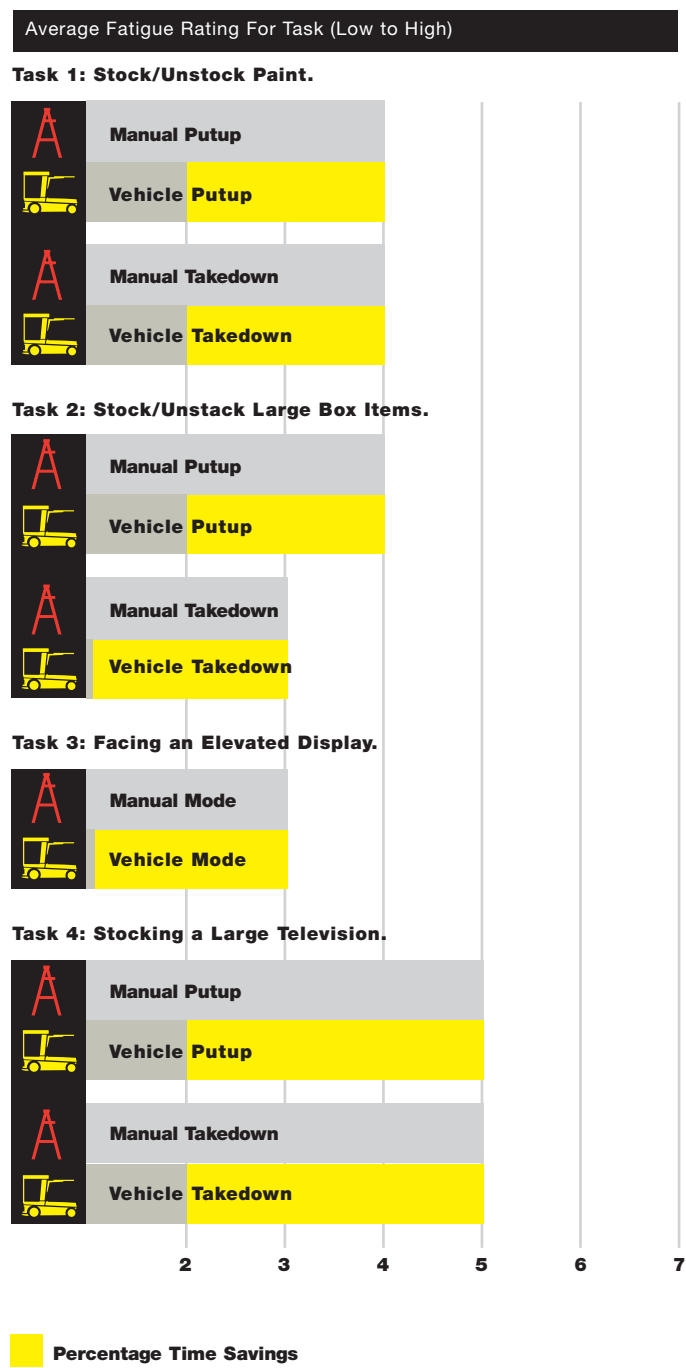 Average Fatigue Rating For Task (Low to High)
Task 1: Stock/Unstock Paint.
Manual Putup
Vehicle Putup
Manual Takedown
Vehicle Takedown
Task 2: Stock/Unstack Large Box Items.
Manual Putup
Vehicle Putup
Manual Takedown
Vehicle Takedown
Task 3: Facing an Elevated Display.
Manual Mode
Vehicle Mode
Task 4: Stocking a Large Television.
Manual Putup
Vehicle Putup
Manual Takedown
Vehicle Takedown
2 3 4 5 6 7
Percentage Time Savings